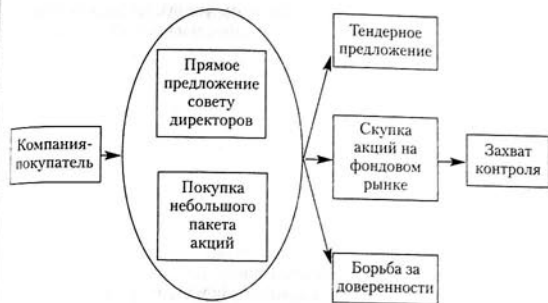 Компания-
покупатель
Прямое
предложение
совету
директоров
Покупка
небольшого
пакета
акций
Тендерное
предложение
Скупка
акций на
фондовом
рынке
Борьба за
доверенности
Захват
контроля